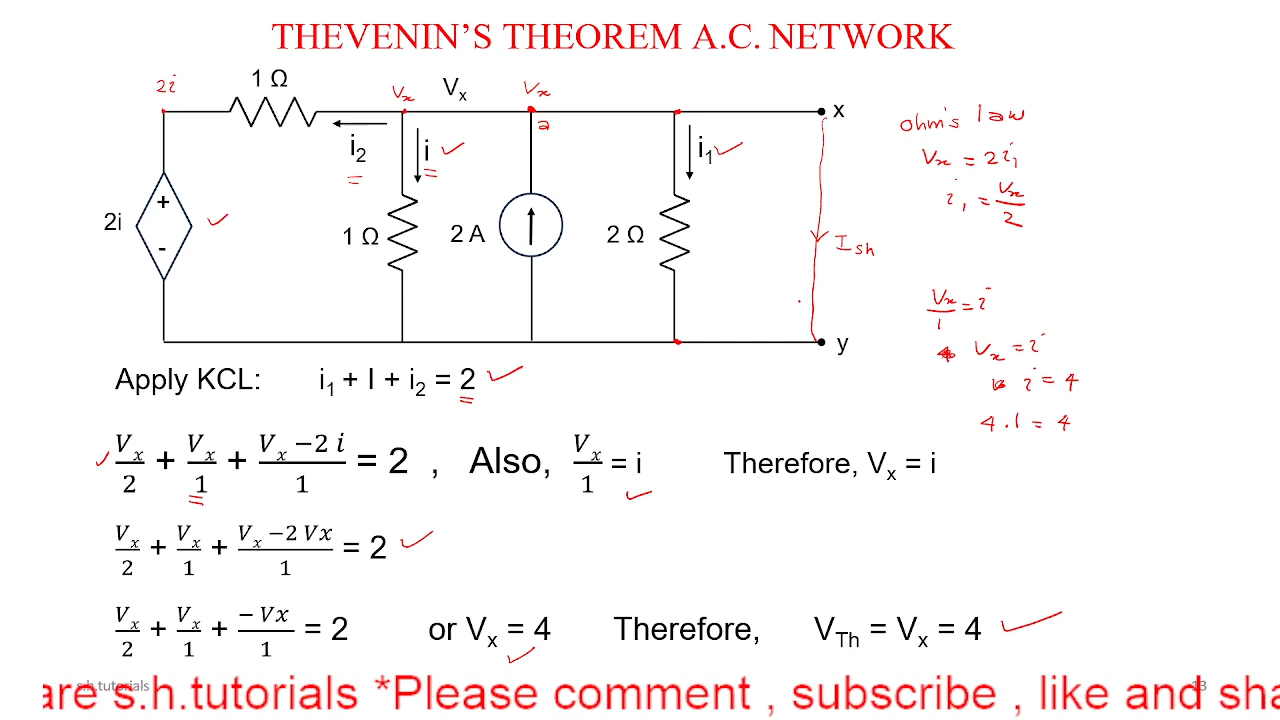 THEVENIN’S THEOREM A.C. NETWORK
2i 1 Ω Vx Vx Vx x
2
i2 i i1
+
2i
-
1 Ω 2 A 2 Ω
Ish
y
ohm's law
Vx = 2i1
i1 = Vx/2
Vx/1 = i
Vx = i
i = 4
4.1 = 4
Apply KCL: i1 + I + i2 = 2
Vx/2 + Vx/1 + Vx −2 i/1 = 2 , Also, Vx/1 = i Therefore, Vx = i
Vx/2 + Vx/1 + Vx −2 Vx/1 = 2
Vx/2 + Vx/1 + − Vx/1 = 2 or Vx = 4 Therefore, VTh = Vx = 4
s.h.tutorials 13
are s.h.tutorials *Please comment , subscribe , like and sha